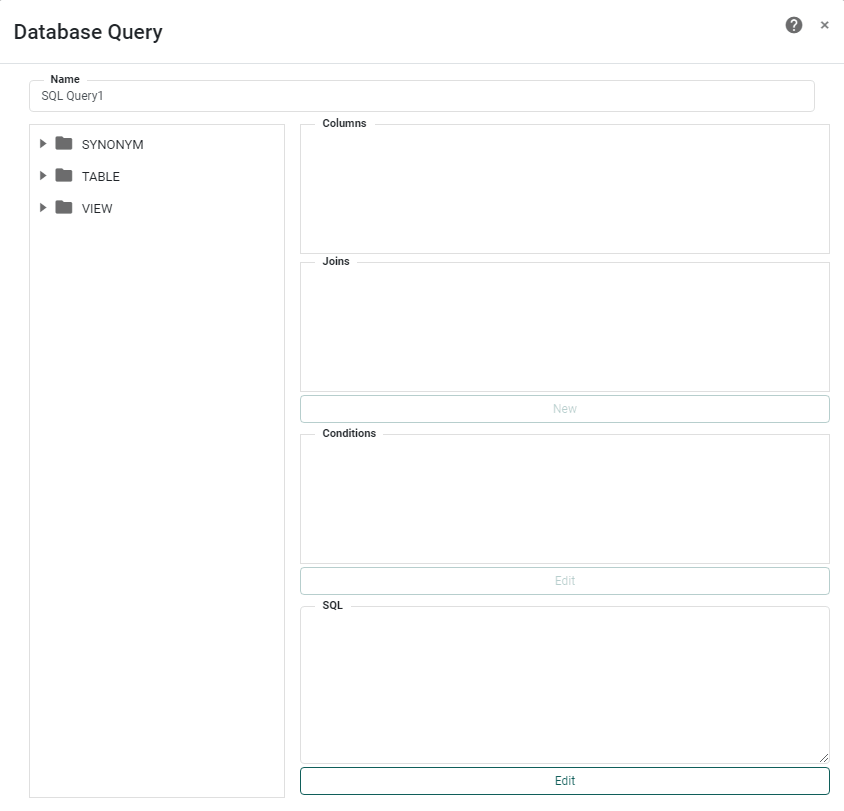 Database Query
Name
SQL Query1
SYNONYM
TABLE
VIEW
Columns
Joins
New
Conditions
Edit
SQL
Edit